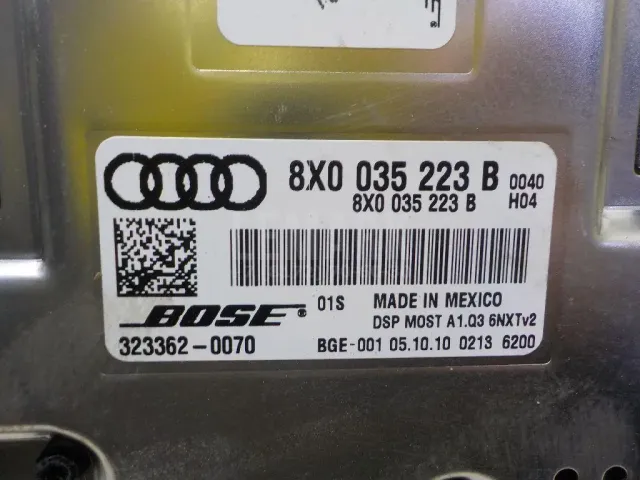 8X0 035 223 B 0040
8X0 035 223 B H04
BOSE® 01S MADE IN MEXICO
DSP MOST A1.Q3 6NXTv2
323362-0070 BGE-001 05.10.10 0213 6200